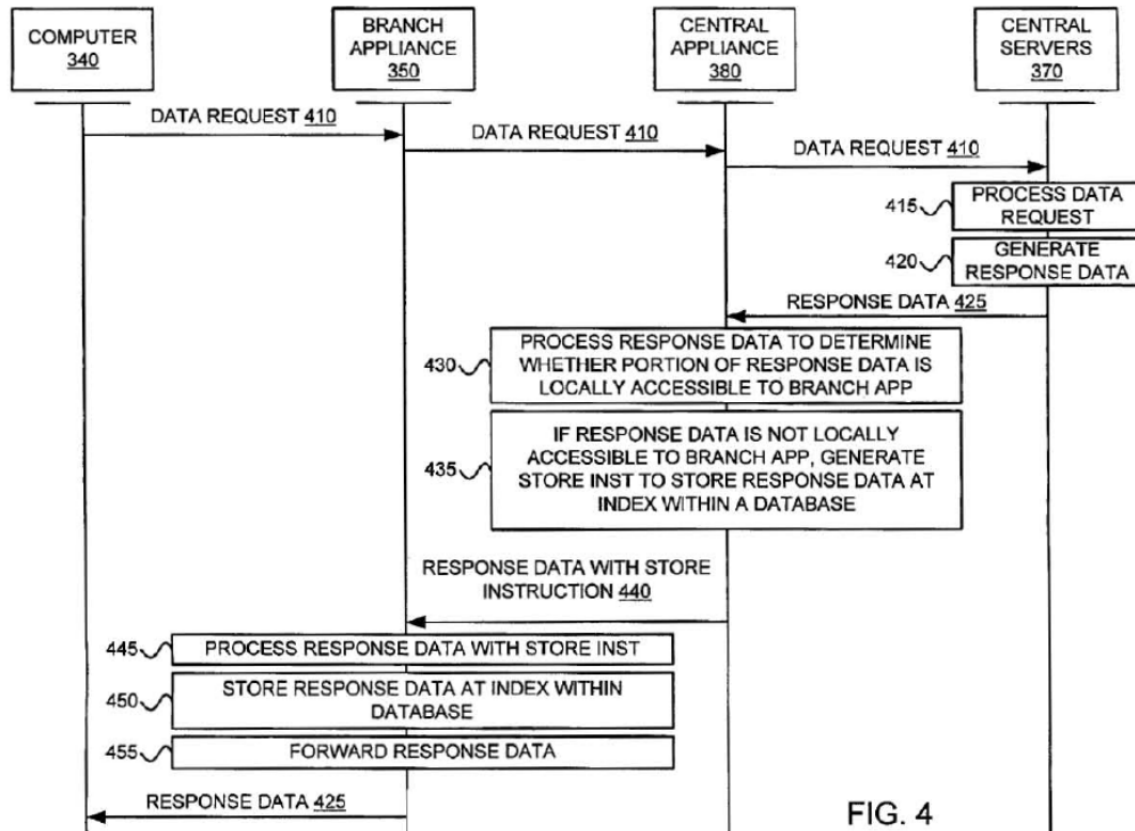 COMPUTER
340
BRANCH
APPLIANCE
350
CENTRAL
APPLIANCE
380
CENTRAL
SERVERS
370
DATA REQUEST 410
DATA REQUEST 410
DATA REQUEST 410
415
PROCESS DATA
REQUEST
420
GENERATE
RESPONSE DATA
RESPONSE DATA 425
430
PROCESS RESPONSE DATA TO DETERMINE
WHETHER PORTION OF RESPONSE DATA IS
LOCALLY ACCESSIBLE TO BRANCH APP
435
IF RESPONSE DATA IS NOT LOCALLY
ACCESSIBLE TO BRANCH APP, GENERATE
STORE INST TO STORE RESPONSE DATA AT
INDEX WITHIN A DATABASE
RESPONSE DATA WITH STORE
INSTRUCTION 440
445
PROCESS RESPONSE DATA WITH STORE INST
450
STORE RESPONSE DATA AT INDEX WITHIN
DATABASE
455
FORWARD RESPONSE DATA
RESPONSE DATA 425
FIG. 4